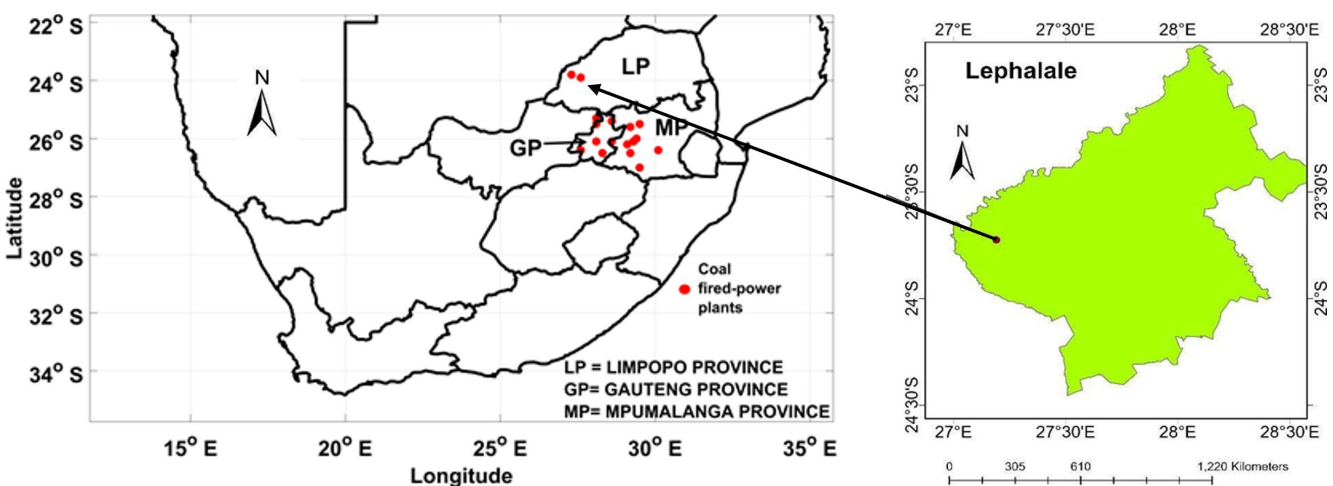 22° S
24° S
26° S
28° S
30° S
32° S
34° S
Latitude
15° E
20° E
25° E
30° E
35° E
Longitude
N
LP
MP
GP
Coal
fired-power
plants
LP = LIMPOPO PROVINCE
GP= GAUTENG PROVINCE
MP= MPUMALANGA PROVINCE
27°E
27°30'E
28°E
28°30'E
Lephalale
N
23°S
23°30'S
24°S
24°30'S
23°S
23°30'S
24°S
27°E
27°30'E
28°E
28°30'E
0 305 610 1,220 Kilometers